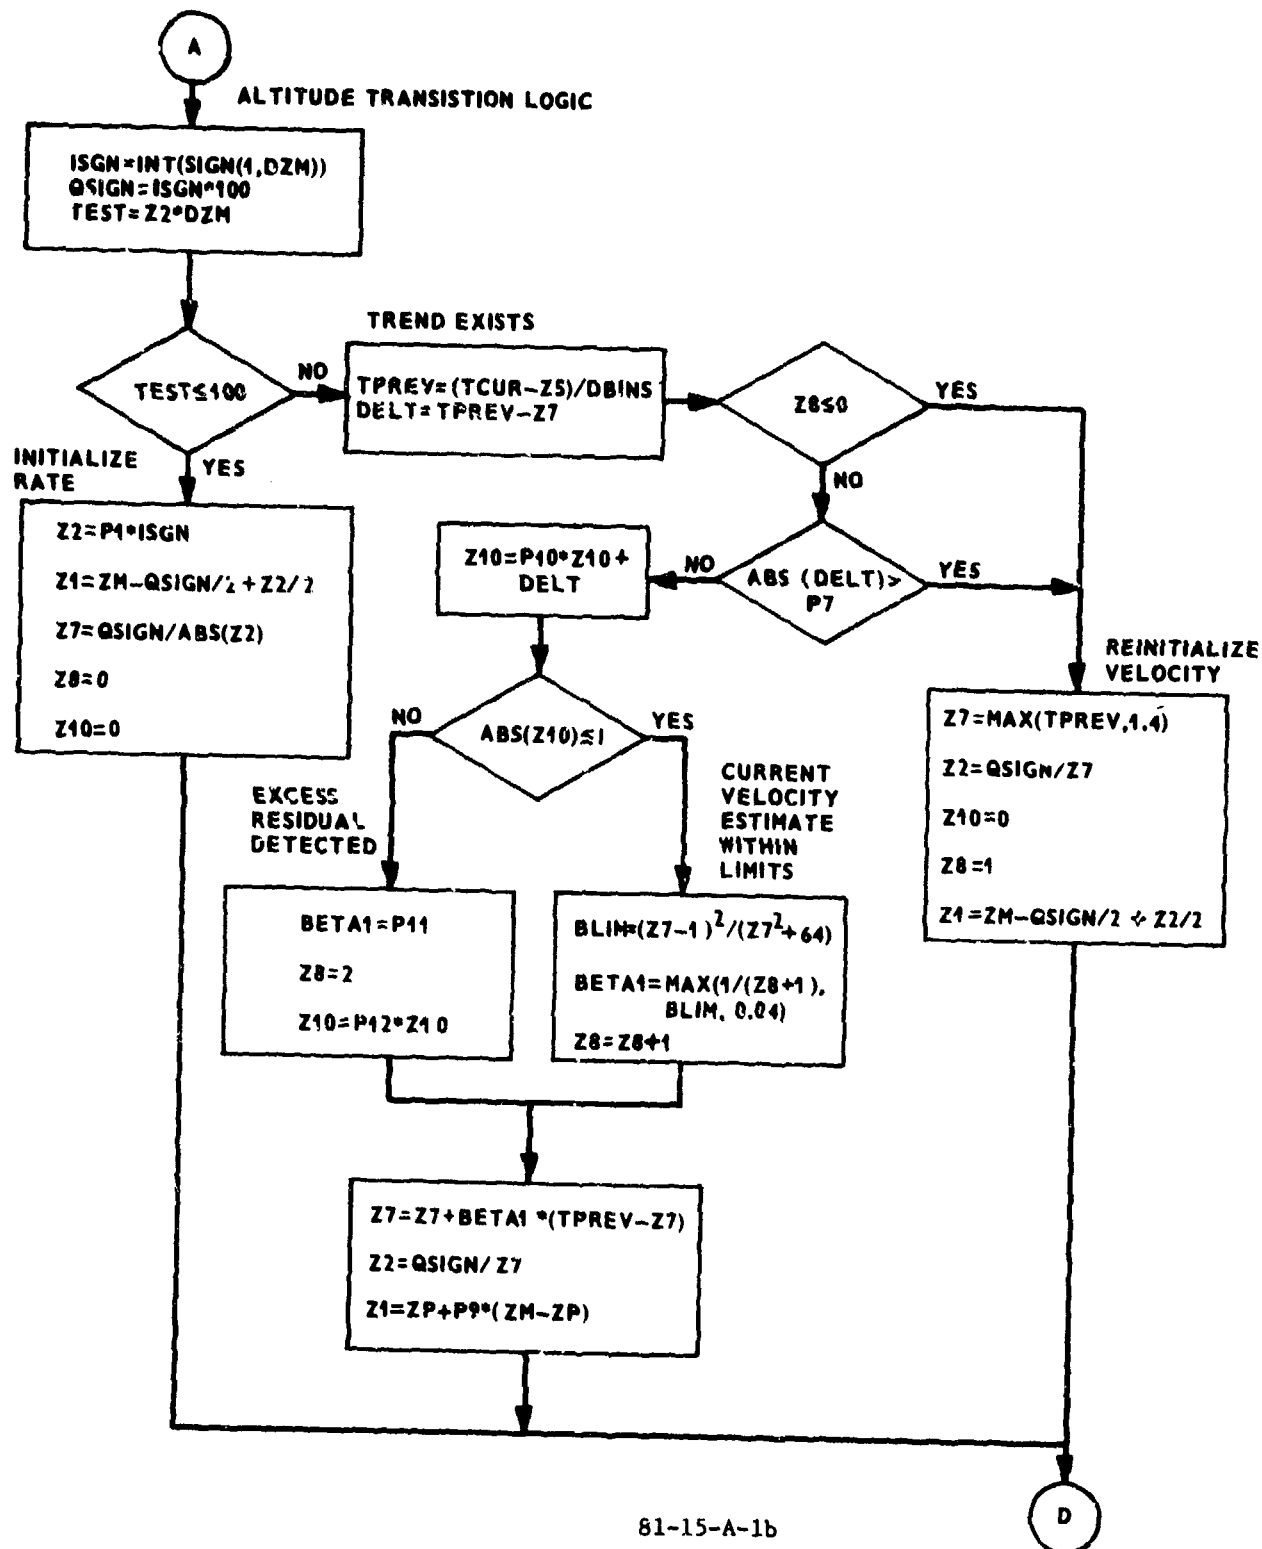 A
ALTITUDE TRANSISTION LOGIC
ISGN=INT(SIGN(1,DZM))
QSIGN=ISGN*100
TEST=Z2*DZM
TEST≤100
NO
YES
TREND EXISTS
TPREV=(TCUR-Z5)/DBINS
DELT=TPREV-Z7
Z8≤0
YES
NO
INITIALIZE
RATE
Z2=P1*ISGN
Z1=ZM-QSIGN/2+Z2/2
Z7=QSIGN/ABS(Z2)
Z8=0
Z10=0
ABS (DELT)>
P7
NO
YES
Z10=P10*Z10+
DELT
REINITIALIZE
VELOCITY
Z7=MAX(TPREV,1.4)
Z2=QSIGN/Z7
Z10=0
Z8=1
Z1=ZM-QSIGN/2+Z2/2
ABS(Z10)≤1
NO
YES
EXCESS
RESIDUAL
DETECTED
CURRENT
VELOCITY
ESTIMATE
WITHIN
LIMITS
BETA1=P11
Z8=2
Z10=P12*Z10
BLIM=(Z7-1)²/(Z7²+64)
BETA1=MAX(1/(Z8+1),
BLIM, 0.04)
Z8=Z8+1
Z7=Z7+BETA1*(TPREV-Z7)
Z2=QSIGN/Z7
Z1=ZP+P9*(ZM-ZP)
D
81-15-A-1b